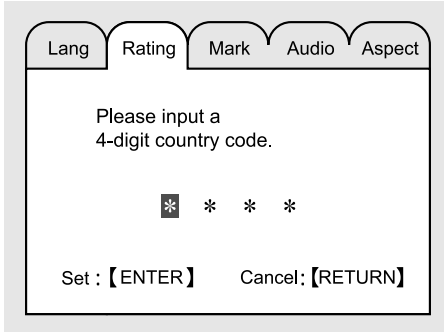 Lang Rating Mark Audio Aspect
Please input a
4-digit country code.
* * * *
Set :【ENTER】 Cancel:【RETURN】